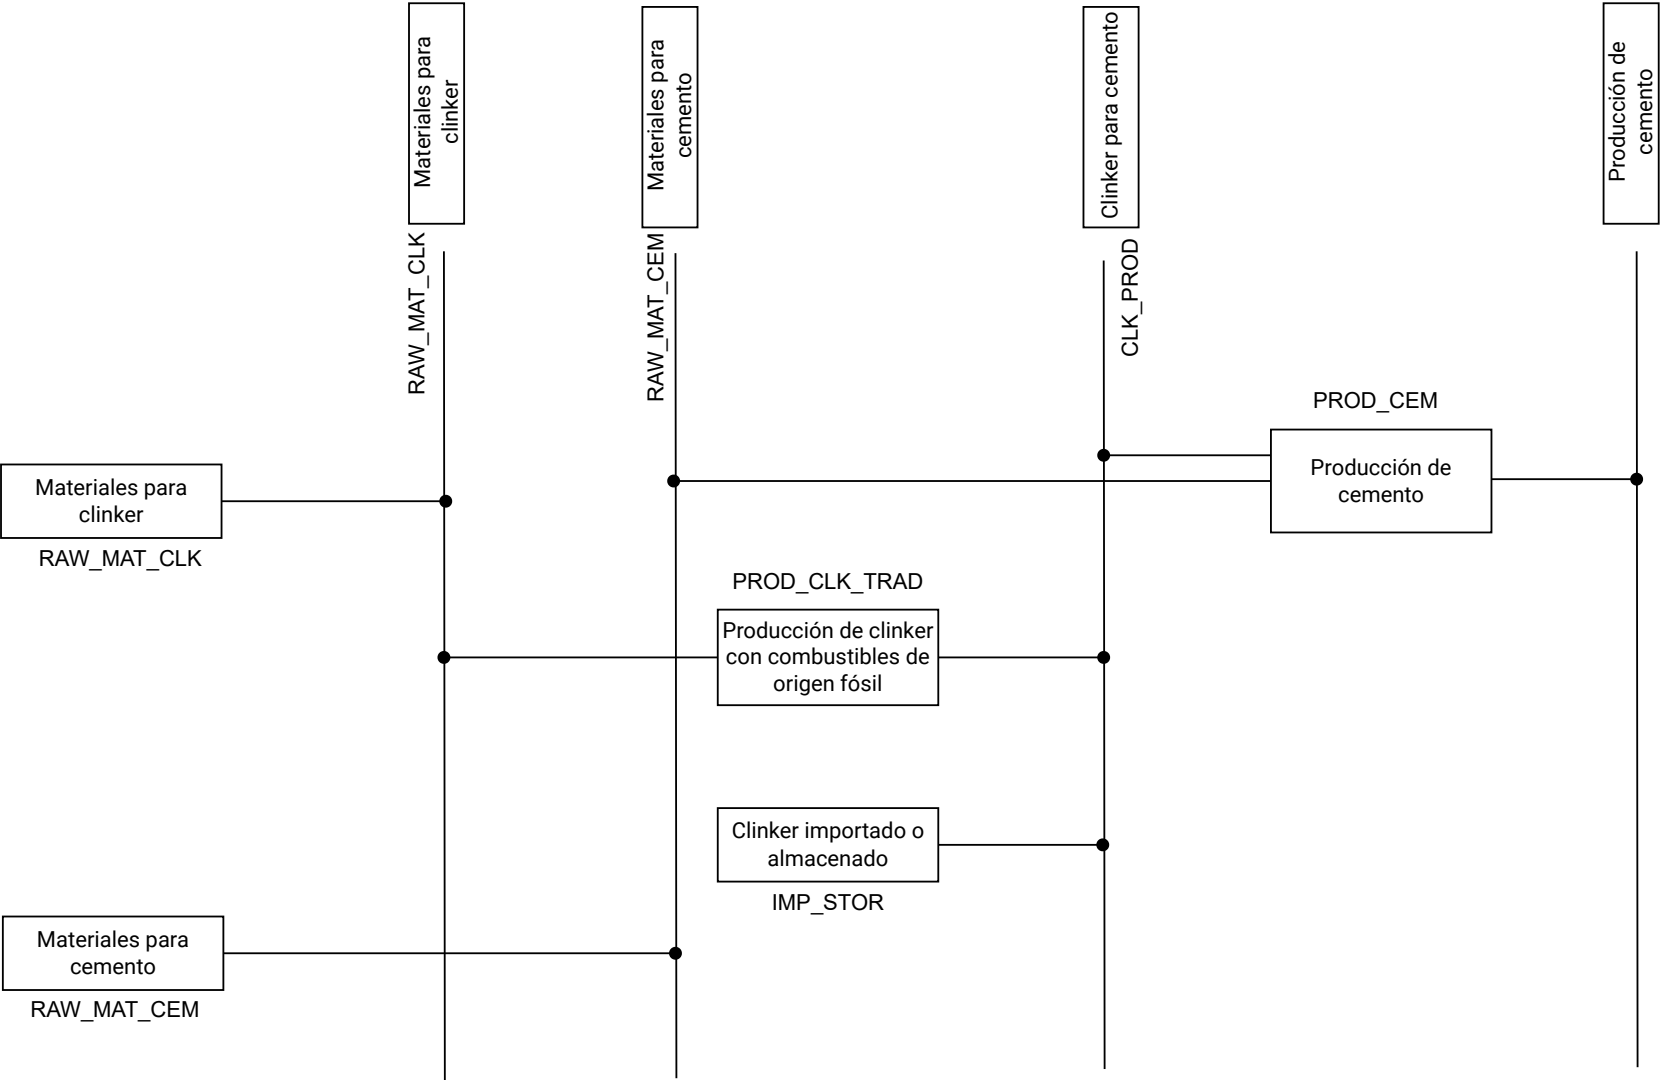 Materiales para
clinker
Materiales para
cemento
Clinker para cemento
Producción de
cemento
RAW_MAT_CLK
RAW_MAT_CEM
CLK_PROD
PROD_CEM
Producción de
cemento
Materiales para
clinker
RAW_MAT_CLK
PROD_CLK_TRAD
Producción de clinker
con combustibles de
origen fósil
Clinker importado o
almacenado
IMP_STOR
Materiales para
cemento
RAW_MAT_CEM